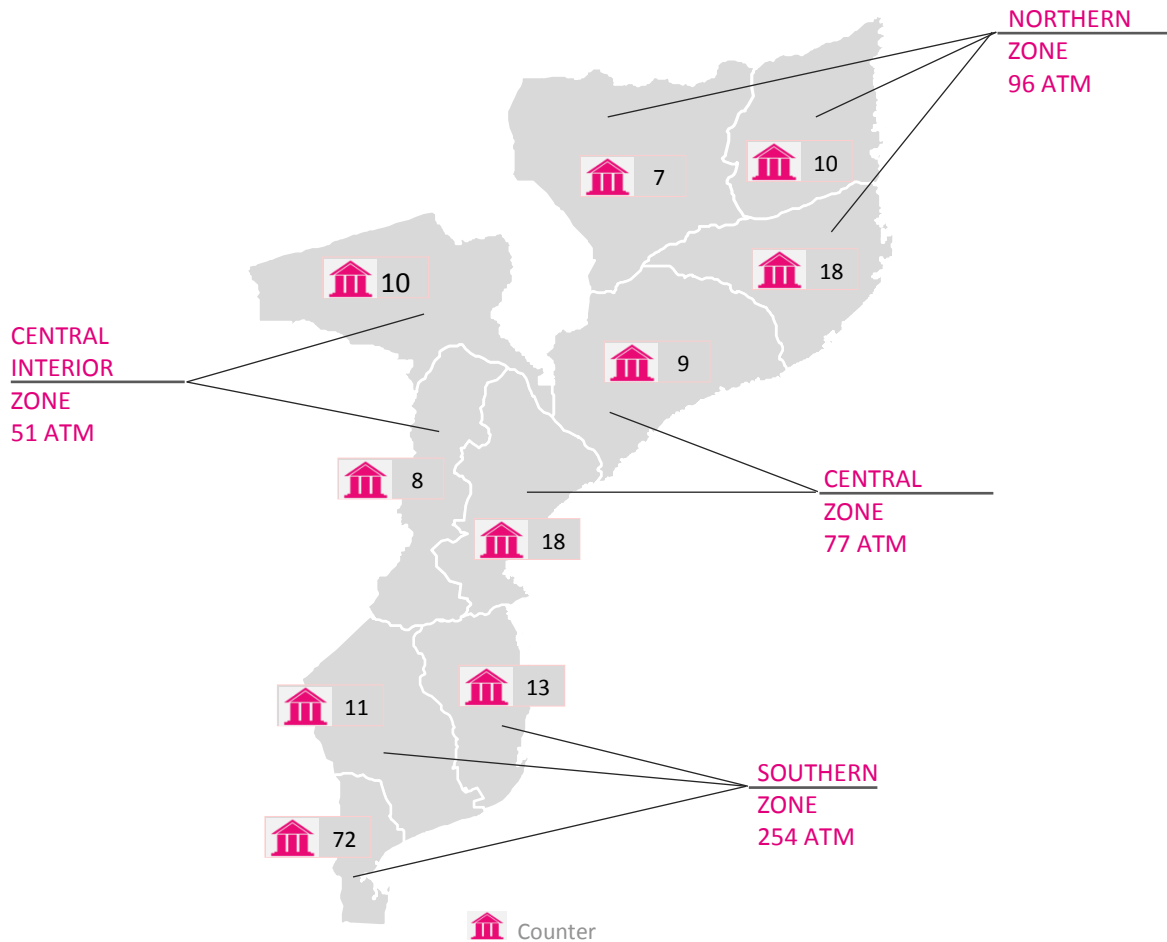 NORTHERN
ZONE
96 ATM
10
7
18
10
CENTRAL
INTERIOR
ZONE
51 ATM
9
8
CENTRAL
ZONE
77 ATM
18
13
11
SOUTHERN
ZONE
254 ATM
72
Counter